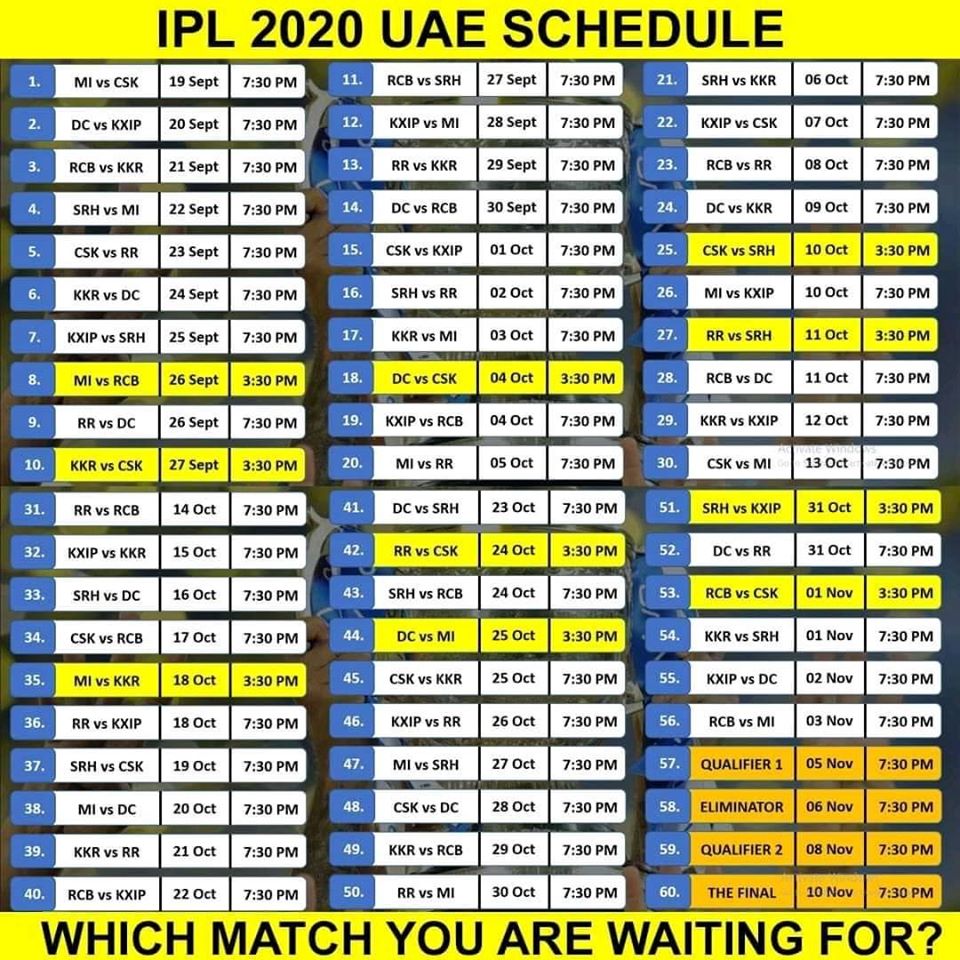 IPL 2020 UAE SCHEDULE
1. MI vs CSK 19 Sept 7:30 PM
2. DC vs KXIP 20 Sept 7:30 PM
3. RCB vs KKR 21 Sept 7:30 PM
4. SRH vs MI 22 Sept 7:30 PM
5. CSK vs RR 23 Sept 7:30 PM
6. KKR vs DC 24 Sept 7:30 PM
7. KXIP vs SRH 25 Sept 7:30 PM
8. MI vs RCB 26 Sept 3:30 PM
9. RR vs DC 26 Sept 7:30 PM
10. KKR vs CSK 27 Sept 3:30 PM
11. RCB vs SRH 27 Sept 7:30 PM
12. KXIP vs MI 28 Sept 7:30 PM
13. RR vs KKR 29 Sept 7:30 PM
14. DC vs RCB 30 Sept 7:30 PM
15. CSK vs KXIP 01 Oct 7:30 PM
16. SRH vs RR 02 Oct 7:30 PM
17. KKR vs MI 03 Oct 7:30 PM
18. DC vs CSK 04 Oct 3:30 PM
19. KXIP vs RCB 04 Oct 7:30 PM
20. MI vs RR 05 Oct 7:30 PM
21. SRH vs KKR 06 Oct 7:30 PM
22. KXIP vs CSK 07 Oct 7:30 PM
23. RCB vs RR 08 Oct 7:30 PM
24. DC vs KKR 09 Oct 7:30 PM
25. CSK vs SRH 10 Oct 3:30 PM
26. MI vs KXIP 10 Oct 7:30 PM
27. RR vs SRH 11 Oct 3:30 PM
28. RCB vs DC 11 Oct 7:30 PM
29. KKR vs KXIP 12 Oct 7:30 PM
30. CSK vs MI 13 Oct 7:30 PM
Activate Windows
31. RR vs RCB 14 Oct 7:30 PM
32. KXIP vs KKR 15 Oct 7:30 PM
33. SRH vs DC 16 Oct 7:30 PM
34. CSK vs RCB 17 Oct 7:30 PM
35. MI vs KKR 18 Oct 3:30 PM
36. RR vs KXIP 18 Oct 7:30 PM
37. SRH vs CSK 19 Oct 7:30 PM
38. MI vs DC 20 Oct 7:30 PM
39. KKR vs RR 21 Oct 7:30 PM
40. RCB vs KXIP 22 Oct 7:30 PM
41. DC vs SRH 23 Oct 7:30 PM
42. RR vs CSK 24 Oct 3:30 PM
43. SRH vs RCB 24 Oct 7:30 PM
44. DC vs MI 25 Oct 3:30 PM
45. CSK vs KKR 25 Oct 7:30 PM
46. KXIP vs RR 26 Oct 7:30 PM
47. MI vs SRH 27 Oct 7:30 PM
48. CSK vs DC 28 Oct 7:30 PM
49. KKR vs RCB 29 Oct 7:30 PM
50. RR vs MI 30 Oct 7:30 PM
51. SRH vs KXIP 31 Oct 3:30 PM
52. DC vs RR 31 Oct 7:30 PM
53. RCB vs CSK 01 Nov 3:30 PM
54. KKR vs SRH 01 Nov 7:30 PM
55. KXIP vs DC 02 Nov 7:30 PM
56. RCB vs MI 03 Nov 7:30 PM
57. QUALIFIER 1 05 Nov 7:30 PM
58. ELIMINATOR 06 Nov 7:30 PM
59. QUALIFIER 2 08 Nov 7:30 PM
60. THE FINAL 10 Nov 7:30 PM
WHICH MATCH YOU ARE WAITING FOR?